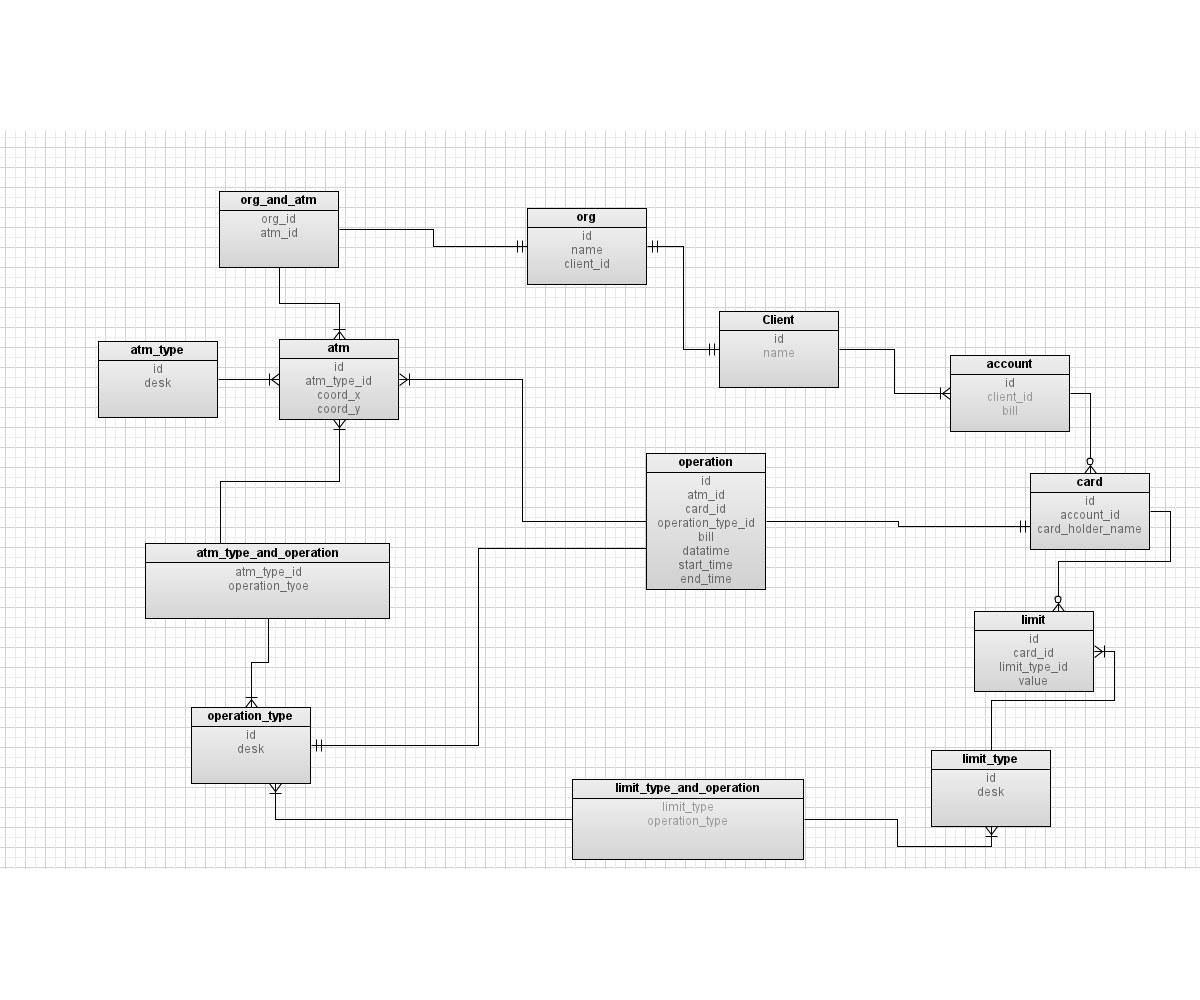 org_and_atm
org_id
atm_id
org
id
name
client_id
Client
id
name
atm_type
id
desk
atm
id
atm_type_id
coord_x
coord_y
account
id
client_id
bill
operation
id
atm_id
card_id
operation_type_id
bill
datatime
start_time
end_time
card
id
account_id
card_holder_name
atm_type_and_operation
atm_type_id
operation_tyoe
limit
id
card_id
limit_type_id
value
operation_type
id
desk
limit_type
id
desk
limit_type_and_operation
limit_type
operation_type